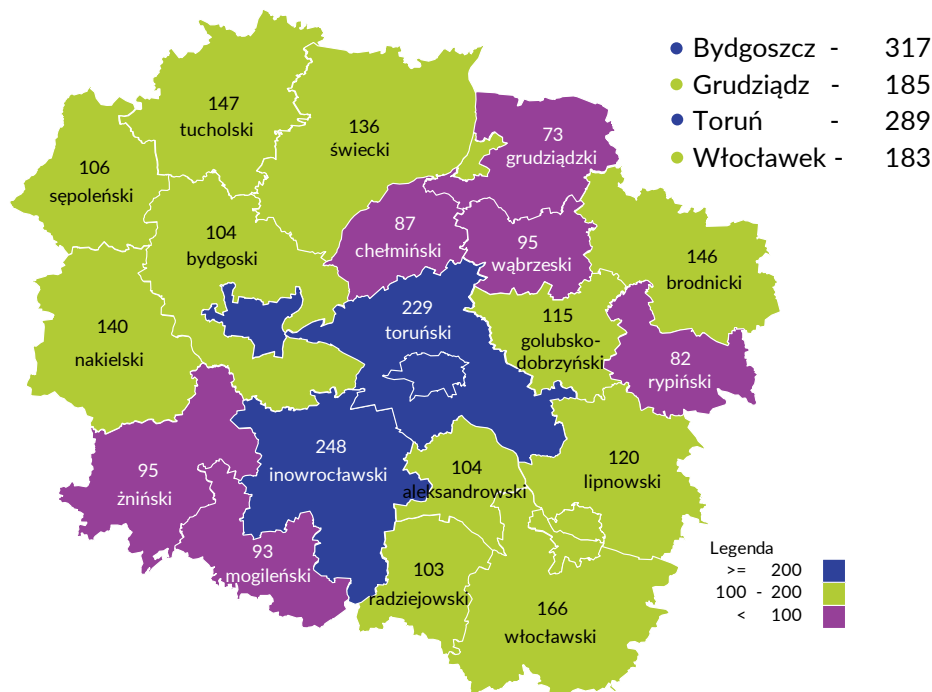 Bydgoszcz - 317
Grudziądz - 185
Toruń - 289
Włocławek - 183
147
tucholski
136
świecki
73
grudziądzki
106
sępoleński
87
chełmiński
95
wąbrzeski
104
bydgoski
146
brodnicki
229
toruński
115
golubsko-
dobrzyński
140
nakielski
82
rypiński
248
inowrocławski
104
aleksandrowski
120
lipnowski
95
żniński
93
mogileński
103
radziejowski
166
włocławski
Legenda
>= 200
100 - 200
< 100